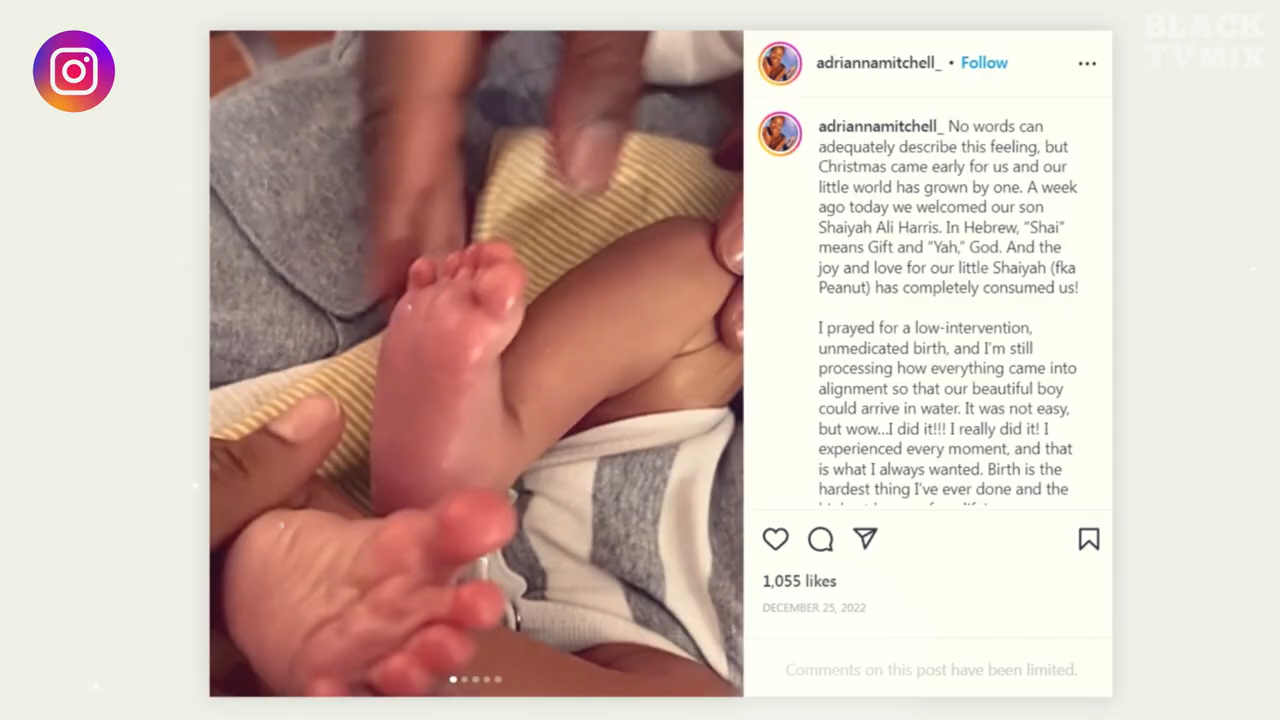 BLACK
TV MIX
adriannamitchell_ • Follow
adriannamitchell_ No words can
adequately describe this feeling, but
Christmas came early for us and our
little world has grown by one. A week
ago today we welcomed our son
Shaiyah Ali Harris. In Hebrew, “Shai”
means Gift and “Yah,” God. And the
joy and love for our little Shaiyah (fka
Peanut) has completely consumed us!
I prayed for a low-intervention,
unmedicated birth, and I’m still
processing how everything came into
alignment so that our beautiful boy
could arrive in water. It was not easy,
but wow...I did it!!! I really did it! I
experienced every moment, and that
is what I always wanted. Birth is the
hardest thing I’ve ever done and the
1,055 likes
DECEMBER 25, 2022
Comments on this post have been limited.